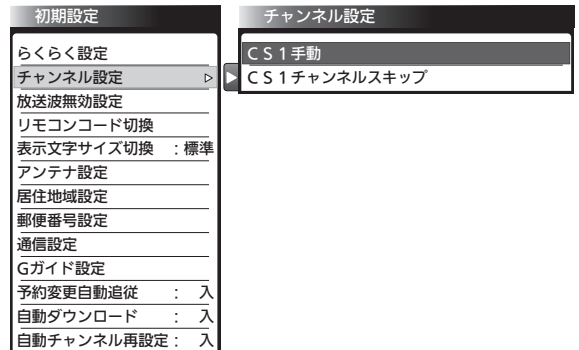 初期設定
らくらく設定
チャンネル設定
放送波無効設定
リモコンコード切換
表示文字サイズ切換 ：標準
アンテナ設定
居住地域設定
郵便番号設定
通信設定
Gガイド設定
予約変更自動追従 ： 入
自動ダウンロード ： 入
自動チャンネル再設定： 入
チャンネル設定
ＣＳ１手動
ＣＳ１チャンネルスキップ